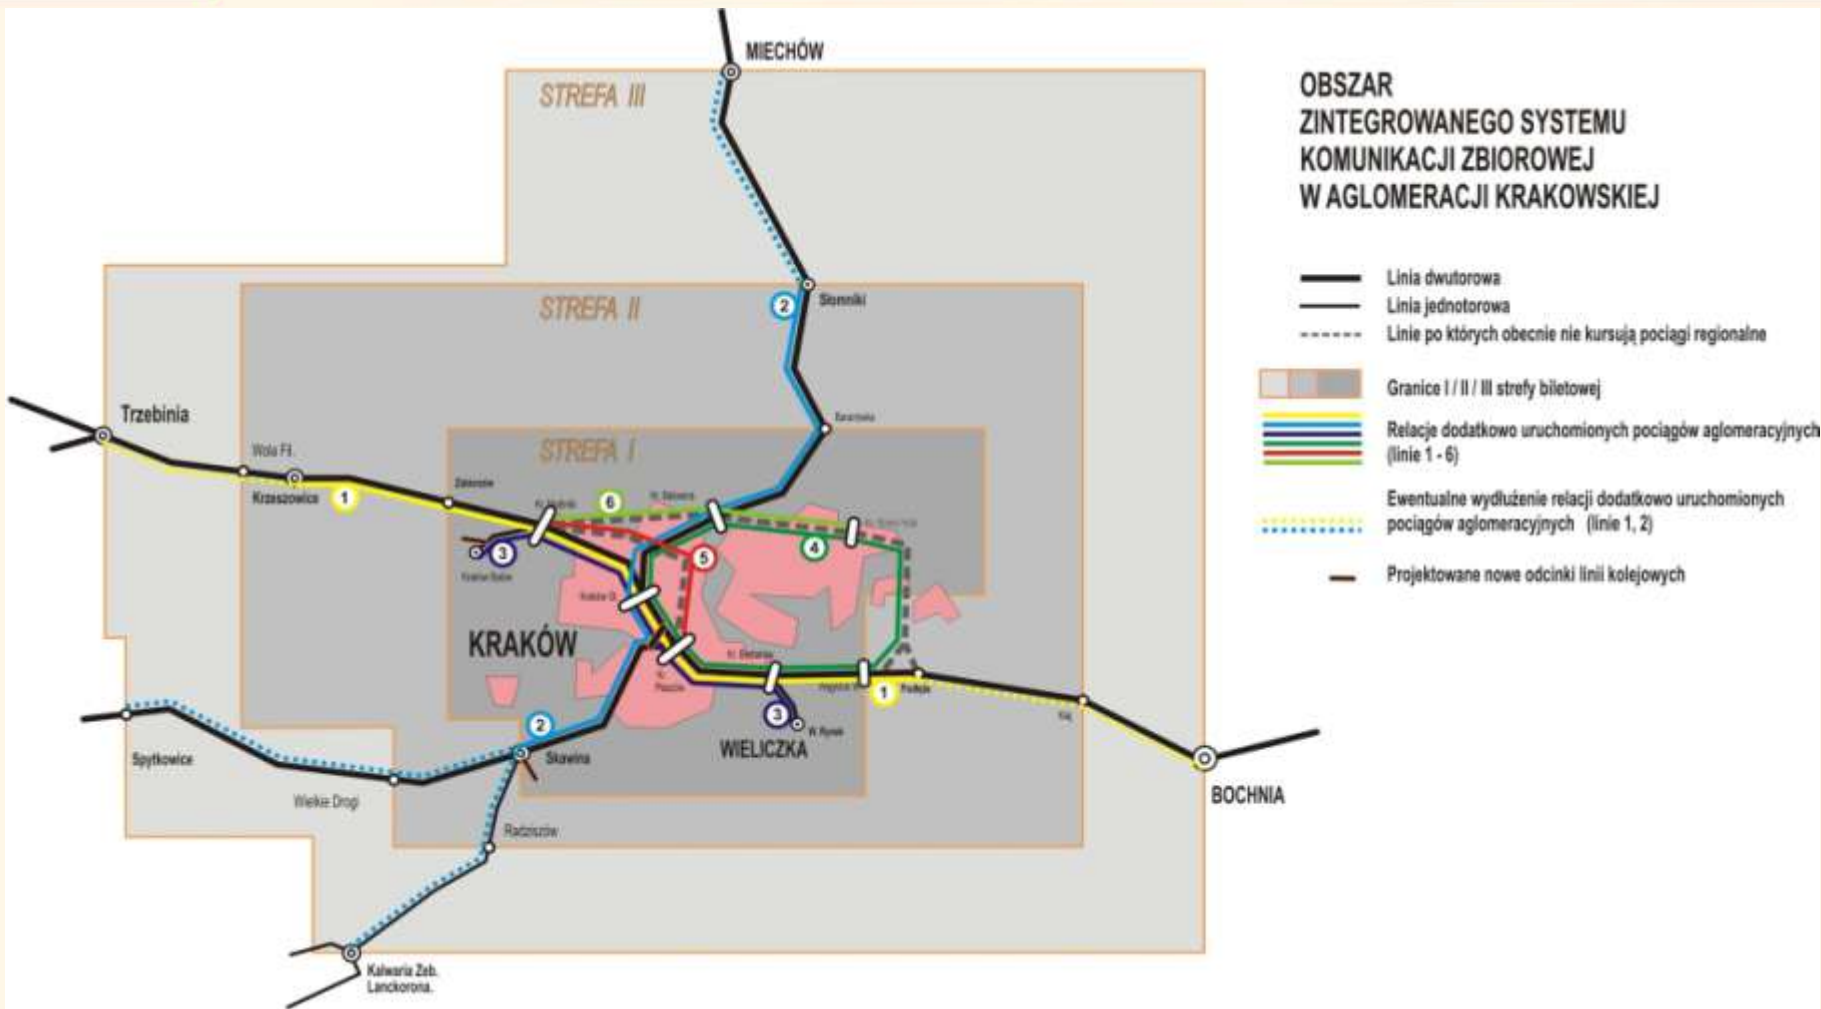 MIECHÓW
STREFA III
OBSZAR
ZINTEGROWANEGO SYSTEMU
KOMUNIKACJI ZBIOROWEJ
W AGLOMERACJI KRAKOWSKIEJ
Linia dwutorowa
Linia jednotorowa
Linie po których obecnie nie kursują pociągi regionalne
Granice I / II / III strefy biletowej
Relacje dodatkowo uruchomionych pociągów aglomeracyjnych
(linie 1 - 6)
Ewentualne wydłużenie relacji dodatkowo uruchomionych
pociągów aglomeracyjnych (linie 1, 2)
Projektowane nowe odcinki linii kolejowych
STREFA II
2
Słomniki
Trzebinia
STREFA I
Wola Fil.
Krzeszowice
1
Zabierzów
6
3
5
4
KRAKÓW
1
Podłęże
3
W. Rynek
WIELICZKA
2
Skawina
Spytkowice
Wielkie Drogi
Radziszów
BOCHNIA
Kalwaria Zeb.
Lanckorona.